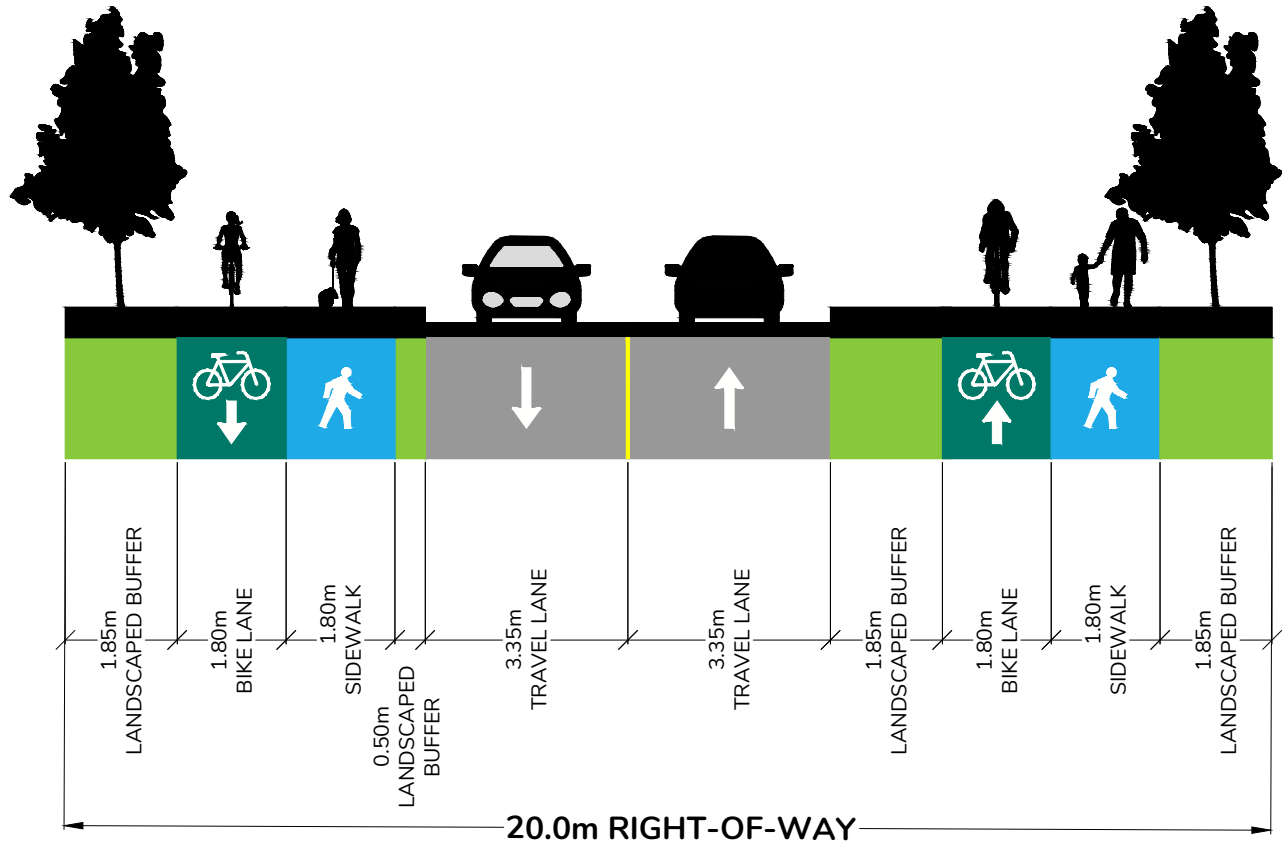 1.85m
LANDSCAPED BUFFER
1.80m
BIKE LANE
1.80m
SIDEWALK
0.50m
LANDSCAPED
BUFFER
3.35m
TRAVEL LANE
3.35m
TRAVEL LANE
1.85m
LANDSCAPED BUFFER
1.80m
BIKE LANE
1.80m
SIDEWALK
1.85m
LANDSCAPED BUFFER
20.0m RIGHT-OF-WAY